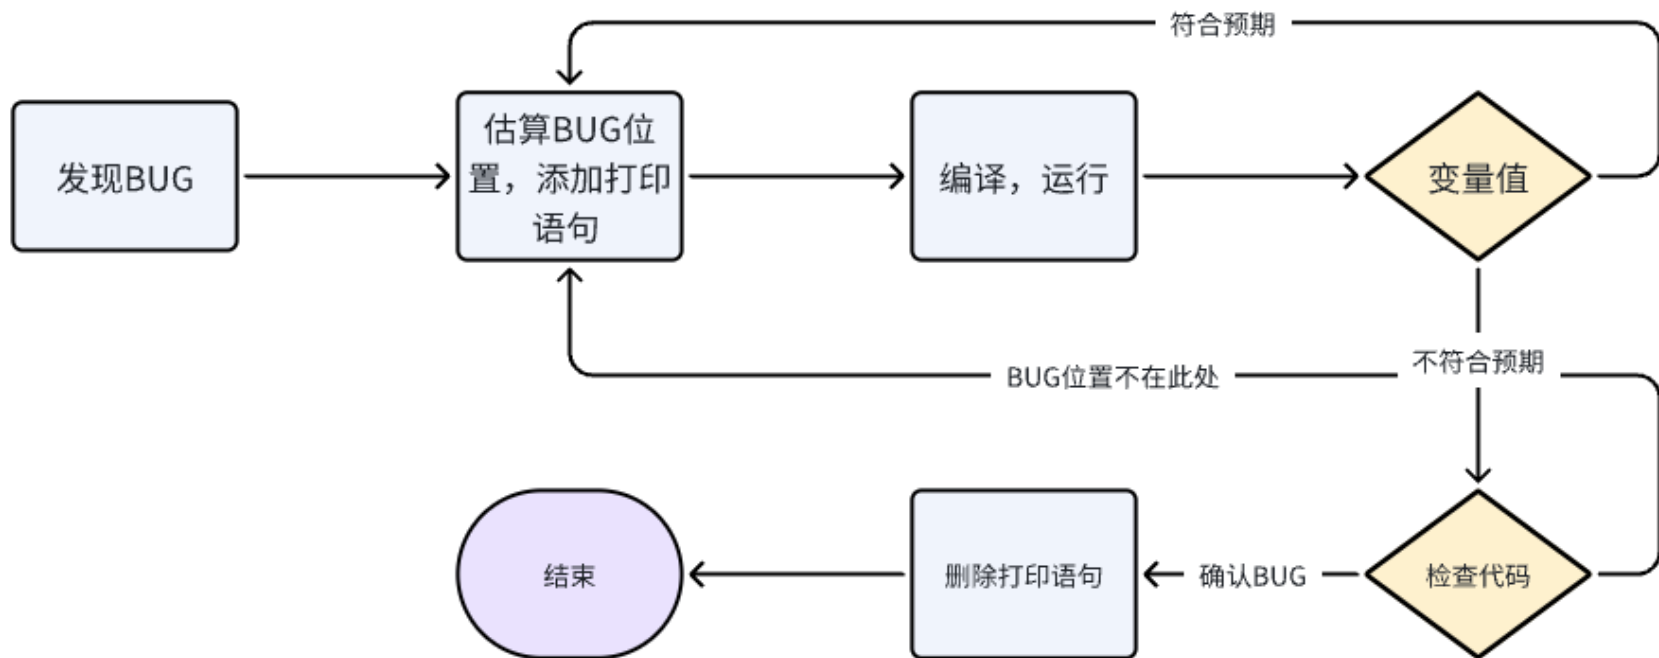 符合预期
发现BUG
估算BUG位
置，添加打印
语句
编译，运行
变量值
不符合预期
BUG位置不在此处
结束
删除打印语句
确认BUG
检查代码